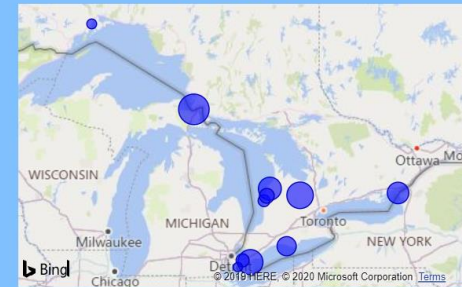 Ottawa
WISCONSIN
MICHIGAN
Toronto
Milwaukee
NEW YORK
Bing
Chicago
© 2019 HERE, © 2020 Microsoft Corporation Terms